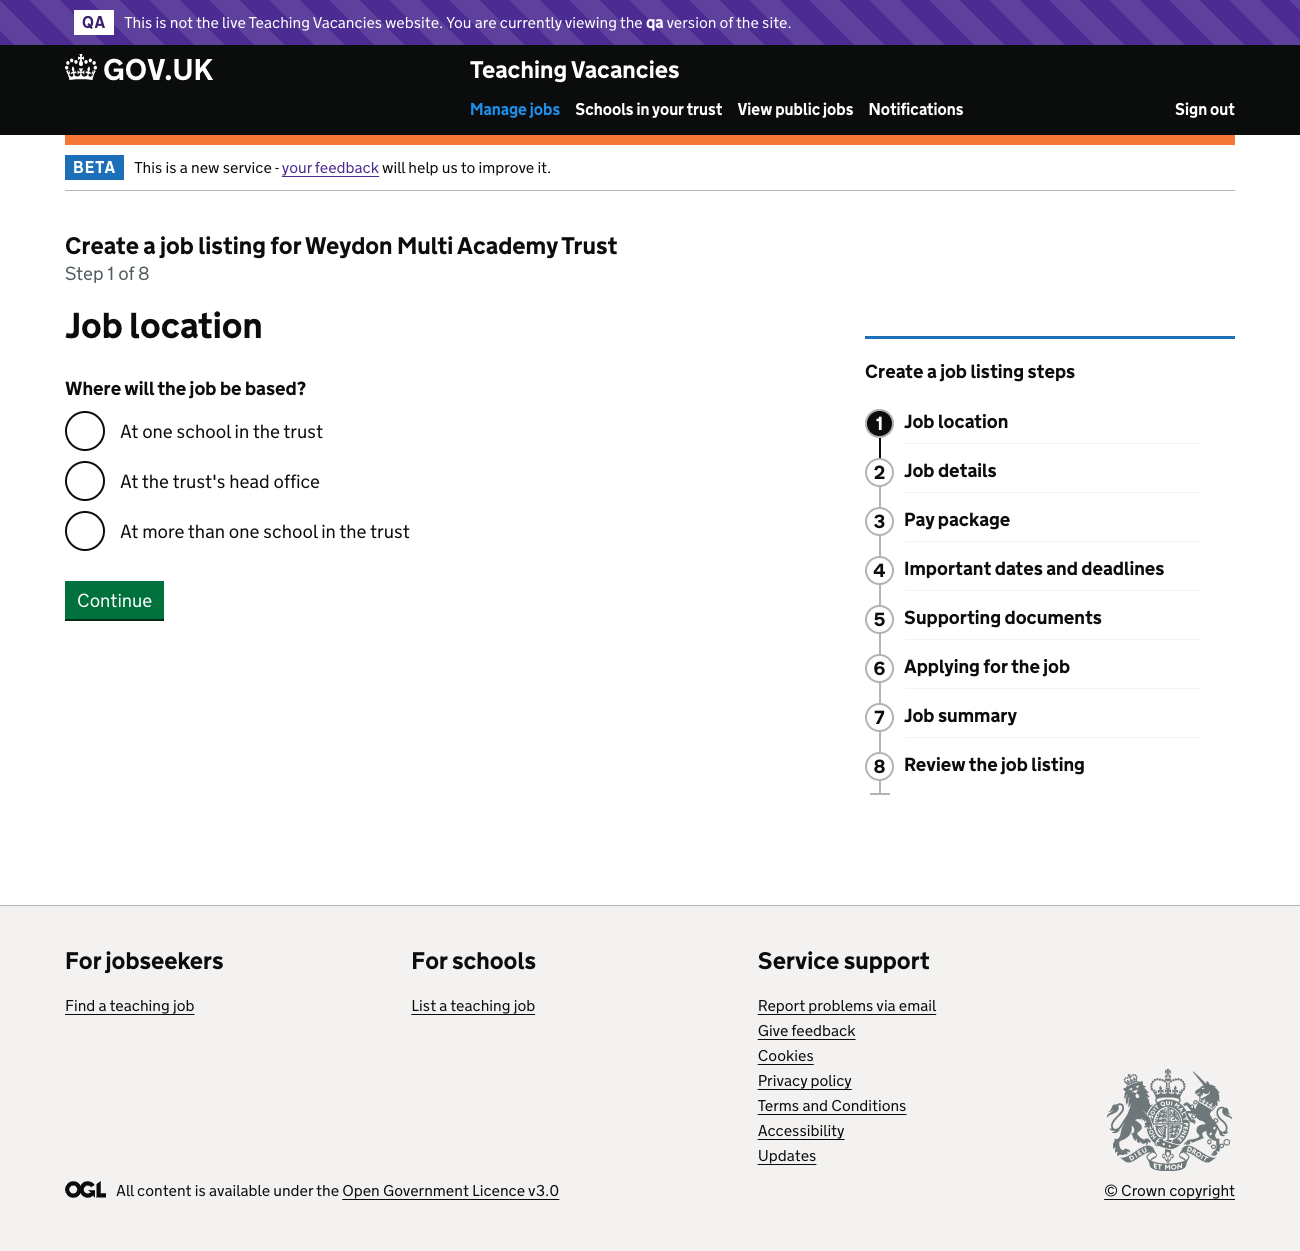 QA This is not the live Teaching Vacancies website. You are currently viewing the qa version of the site.
GOV.UK Teaching Vacancies
Manage jobs Schools in your trust View public jobs Notifications Sign out
BETA This is a new service - your feedback will help us to improve it.
Create a job listing for Weydon Multi Academy Trust
Step 1 of 8
Job location
Where will the job be based?
At one school in the trust
At the trust's head office
At more than one school in the trust
Continue
Create a job listing steps
1 Job location
2 Job details
3 Pay package
4 Important dates and deadlines
5 Supporting documents
6 Applying for the job
7 Job summary
8 Review the job listing
For jobseekers
Find a teaching job
For schools
List a teaching job
Service support
Report problems via email
Give feedback
Cookies
Privacy policy
Terms and Conditions
Accessibility
Updates
OGL All content is available under the Open Government Licence v3.0
DIEU ET MON DROIT
© Crown copyright